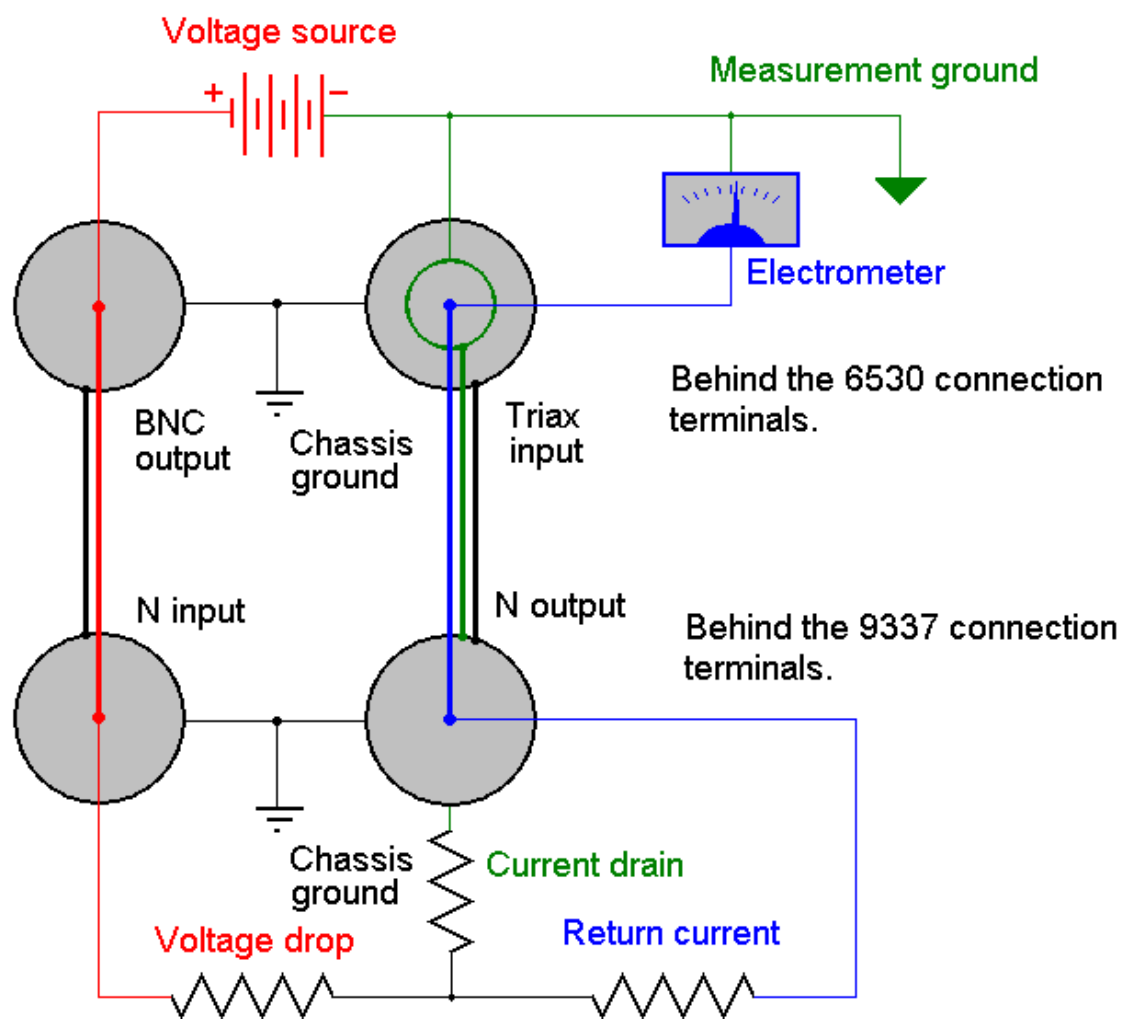 Voltage source
+ −
Measurement ground
Electrometer
Behind the 6530 connection
terminals.
BNC
output
Chassis
ground
Triax
input
N input
N output
Behind the 9337 connection
terminals.
Chassis
ground
Current drain
Voltage drop
Return current